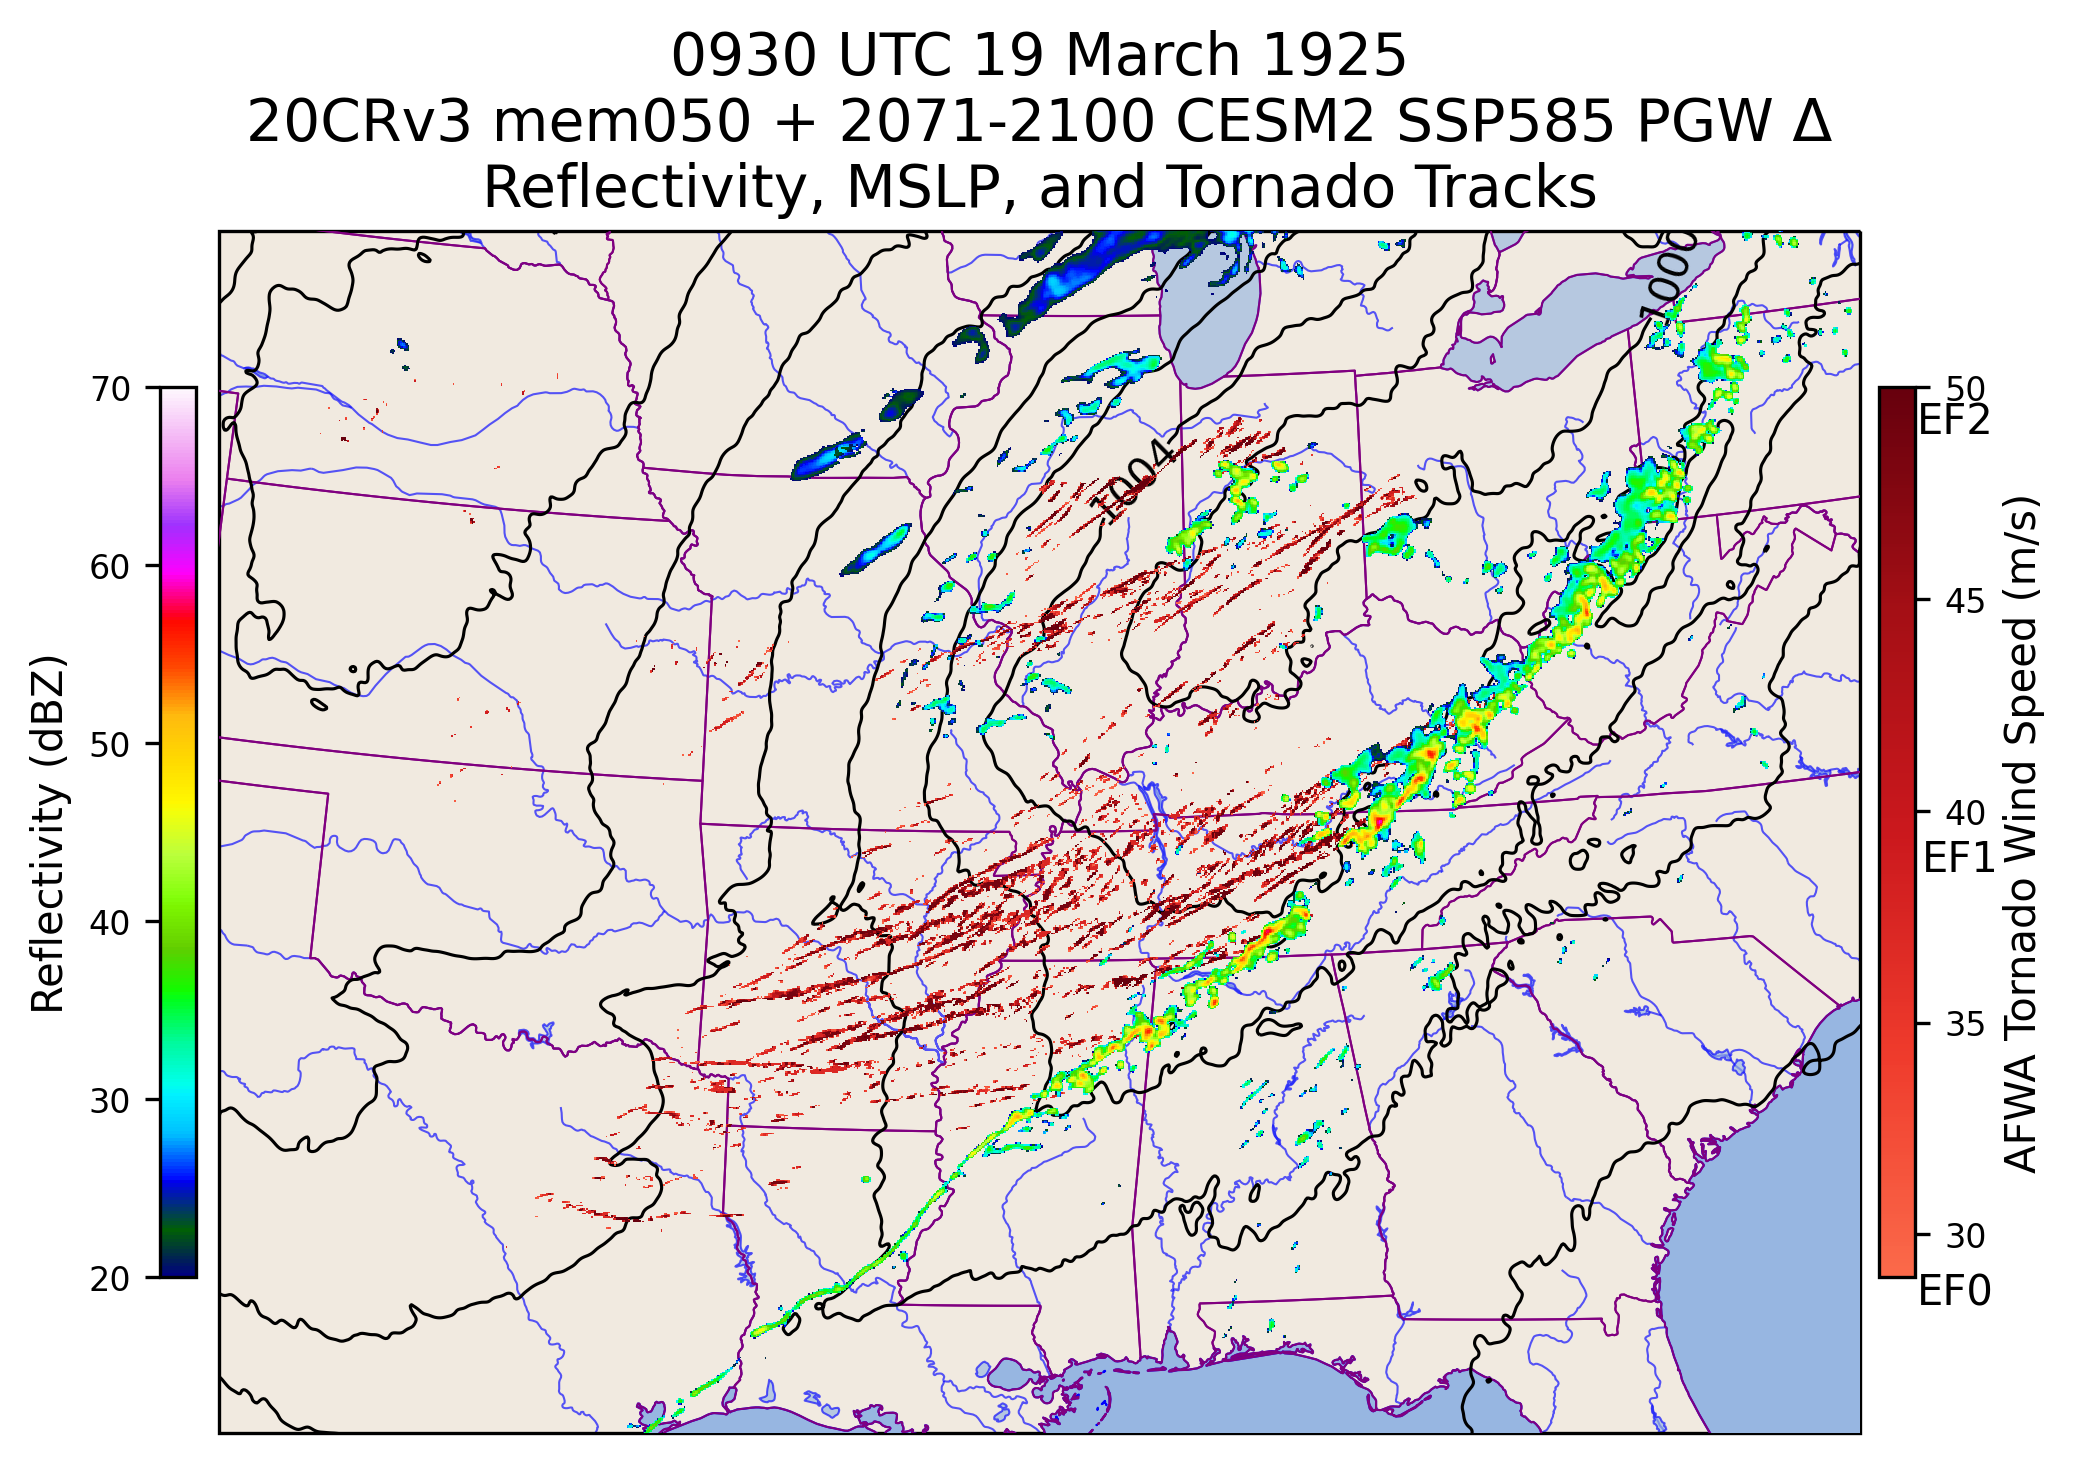 0930 UTC 19 March 1925
20CRv3 mem050 + 2071-2100 CESM2 SSP585 PGW Δ
Reflectivity, MSLP, and Tornado Tracks
1000
1004
70
60
50
40
30
20
Reflectivity (dBZ)
50
EF2
45
40
EF1
35
30
EF0
AFWA Tornado Wind Speed (m/s)